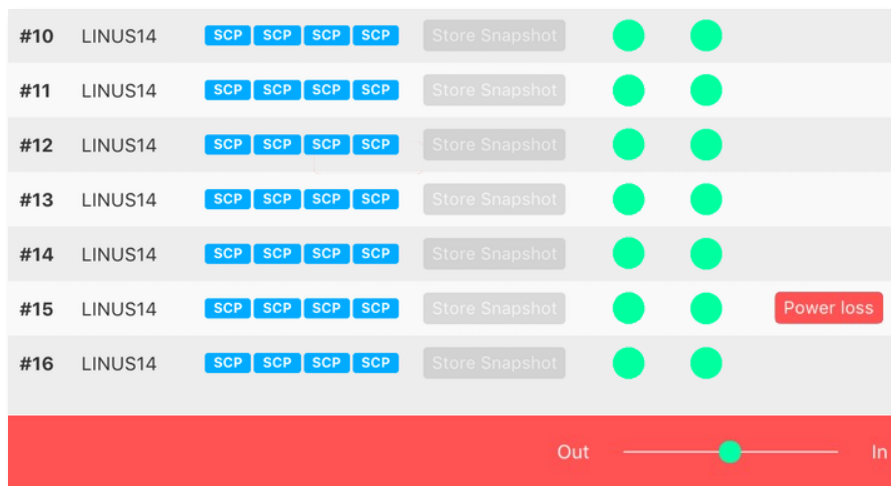 #10 LINUS14 SCP SCP SCP SCP Store Snapshot
#11 LINUS14 SCP SCP SCP SCP Store Snapshot
#12 LINUS14 SCP SCP SCP SCP Store Snapshot
#13 LINUS14 SCP SCP SCP SCP Store Snapshot
#14 LINUS14 SCP SCP SCP SCP Store Snapshot
#15 LINUS14 SCP SCP SCP SCP Store Snapshot Power loss
#16 LINUS14 SCP SCP SCP SCP Store Snapshot
Out In